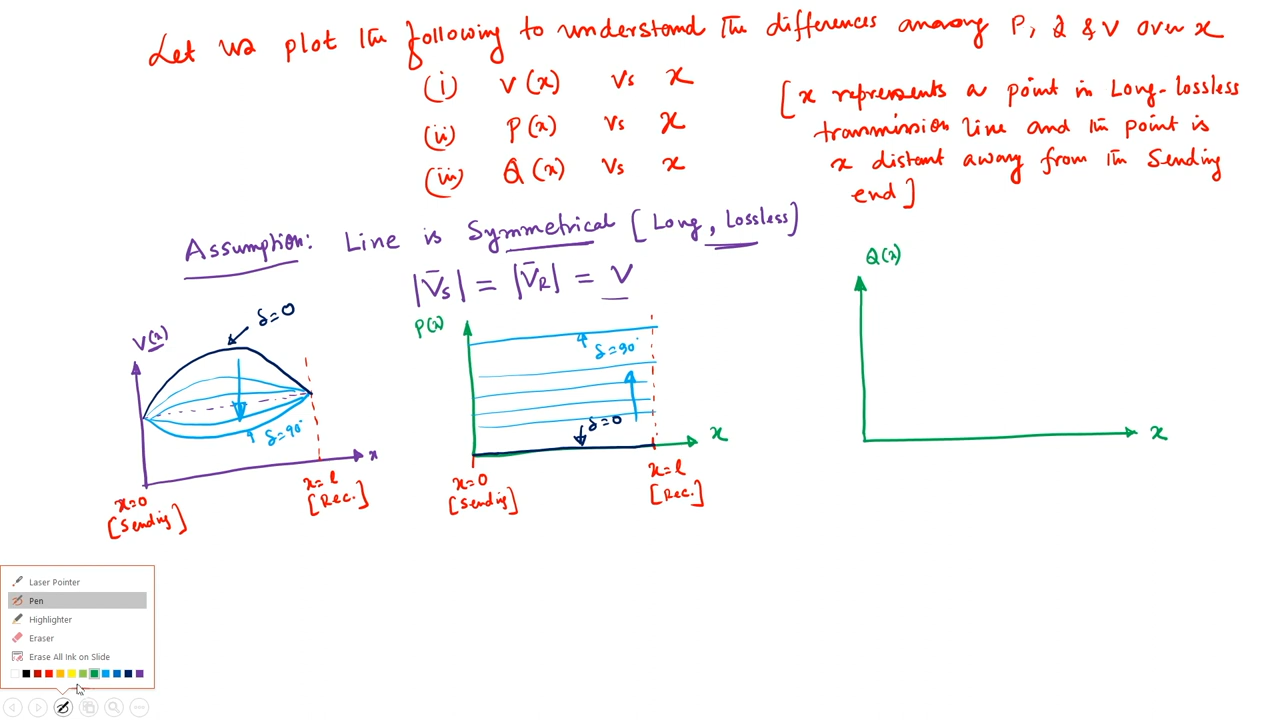 Let us plot the following to understand the differences among P, Q & V over x
(i) V(x) Vs x
(ii) P(x) Vs x
(iii) Q(x) Vs x
[x represents a point in Long-lossless
transmission line and the point is
x distant away from the Sending
end]
Assumption: Line is Symmetrical [Long, Lossless]
|V̄s| = |V̄R| = V
V(x)
δ=0
δ=90°
x
x=0
[Sending]
x=l
[Rec.]
P(x)
δ=90°
δ=0
x
x=0
[Sending]
x=l
[Rec.]
Q(x)
x
Laser Pointer
Pen
Highlighter
Eraser
Erase All Ink on Slide